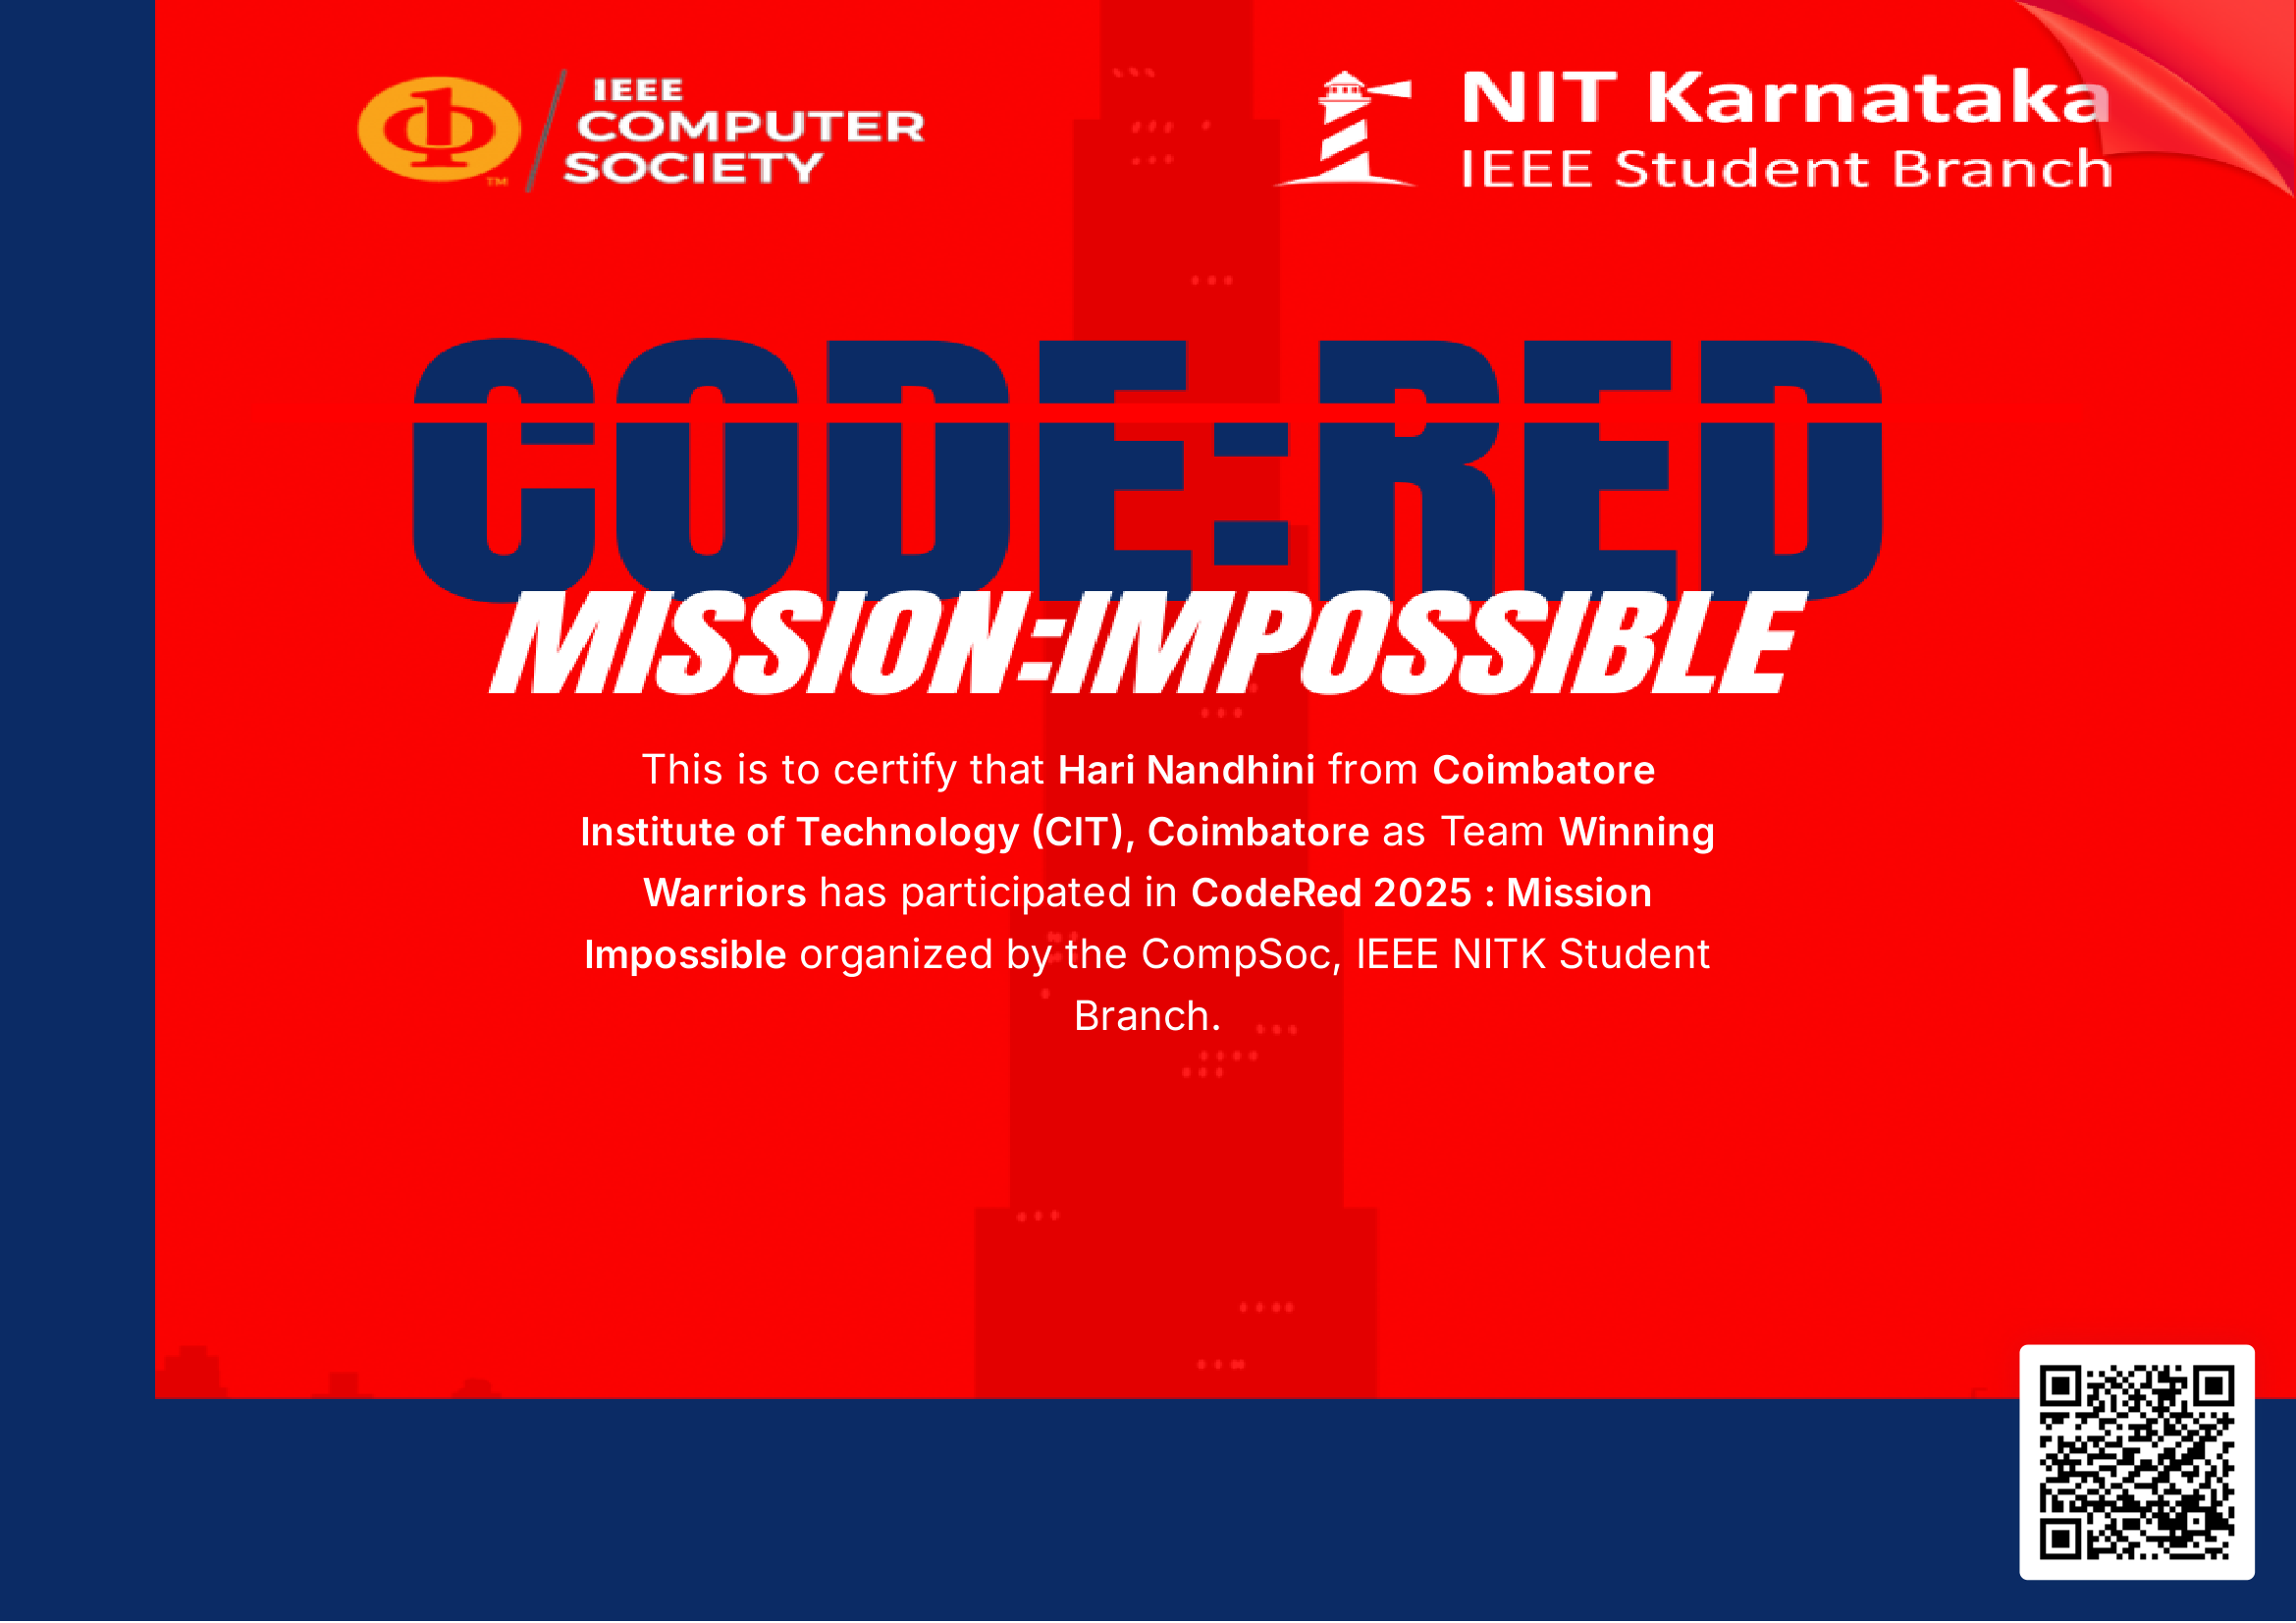 IEEE
COMPUTER
SOCIETY
TM
NIT Karnataka
IEEE Student Branch
CODE:RED
MISSION:IMPOSSIBLE
This is to certify that Hari Nandhini from Coimbatore
Institute of Technology (CIT), Coimbatore as Team Winning
Warriors has participated in CodeRed 2025 : Mission
Impossible organized by the CompSoc, IEEE NITK Student
Branch.